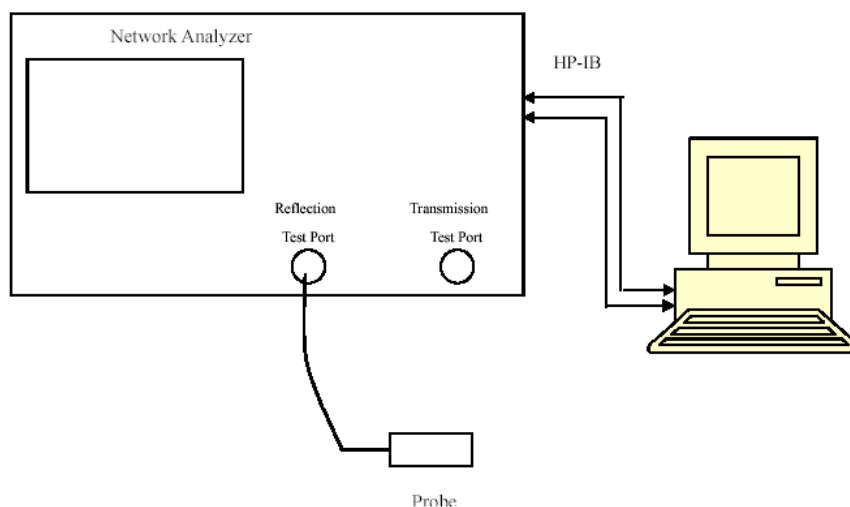 Network Analyzer
HP-IB
Reflection
Test Port
Transmission
Test Port
Probe